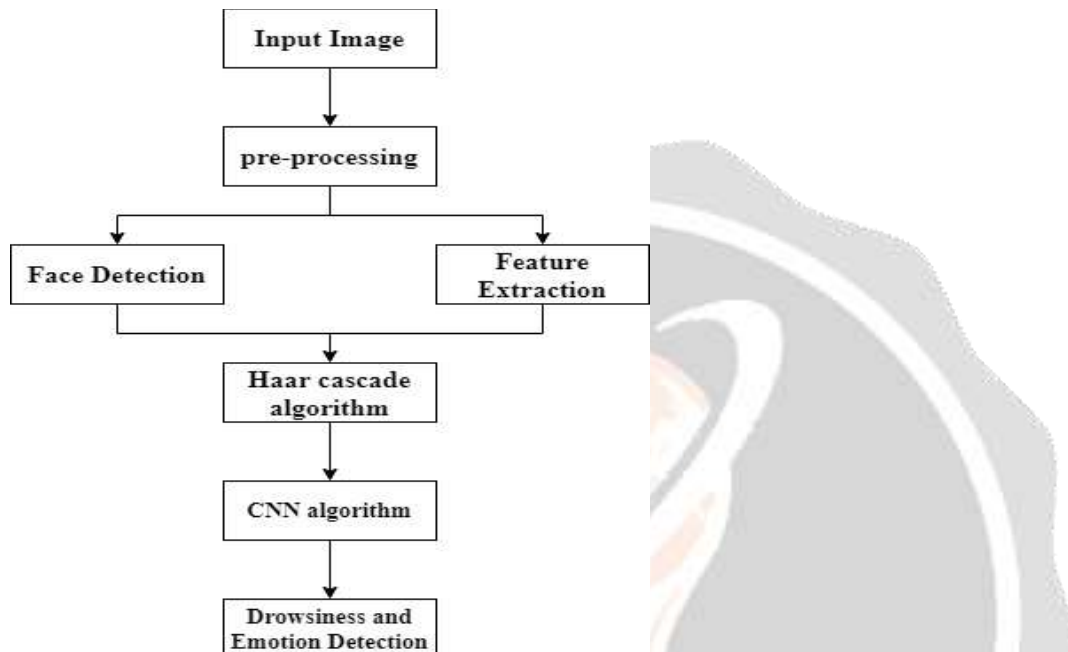 Input Image
pre-processing
Face Detection
Feature
Extraction
Haar cascade
algorithm
CNN algorithm
Drowsiness and
Emotion Detection